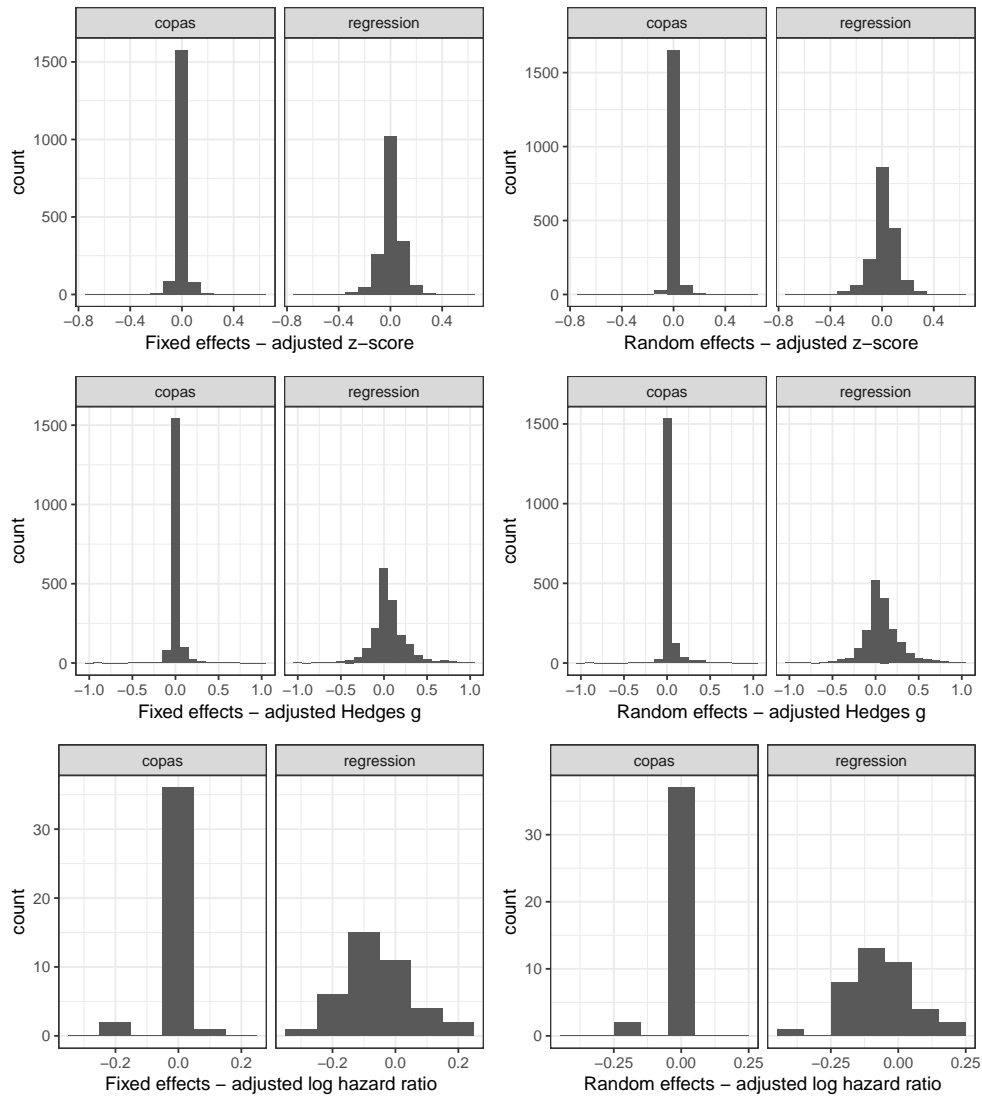 copas regression
1500
1000
500
0
count
−0.8 −0.4 0.0 0.4 −0.8 −0.4 0.0 0.4
Fixed effects − adjusted z−score
copas regression
1500
1000
500
0
count
−0.8 −0.4 0.0 0.4 −0.8 −0.4 0.0 0.4
Random effects − adjusted z−score
copas regression
1500
1000
500
0
count
−1.0 −0.5 0.0 0.5 1.0 −1.0 −0.5 0.0 0.5 1.0
Fixed effects − adjusted Hedges g
copas regression
1500
1000
500
0
count
−1.0 −0.5 0.0 0.5 1.0 −1.0 −0.5 0.0 0.5 1.0
Random effects − adjusted Hedges g
copas regression
30
20
10
0
count
−0.2 0.0 0.2 −0.2 0.0 0.2
Fixed effects − adjusted log hazard ratio
copas regression
30
20
10
0
count
−0.25 0.00 0.25 −0.25 0.00 0.25
Random effects − adjusted log hazard ratio